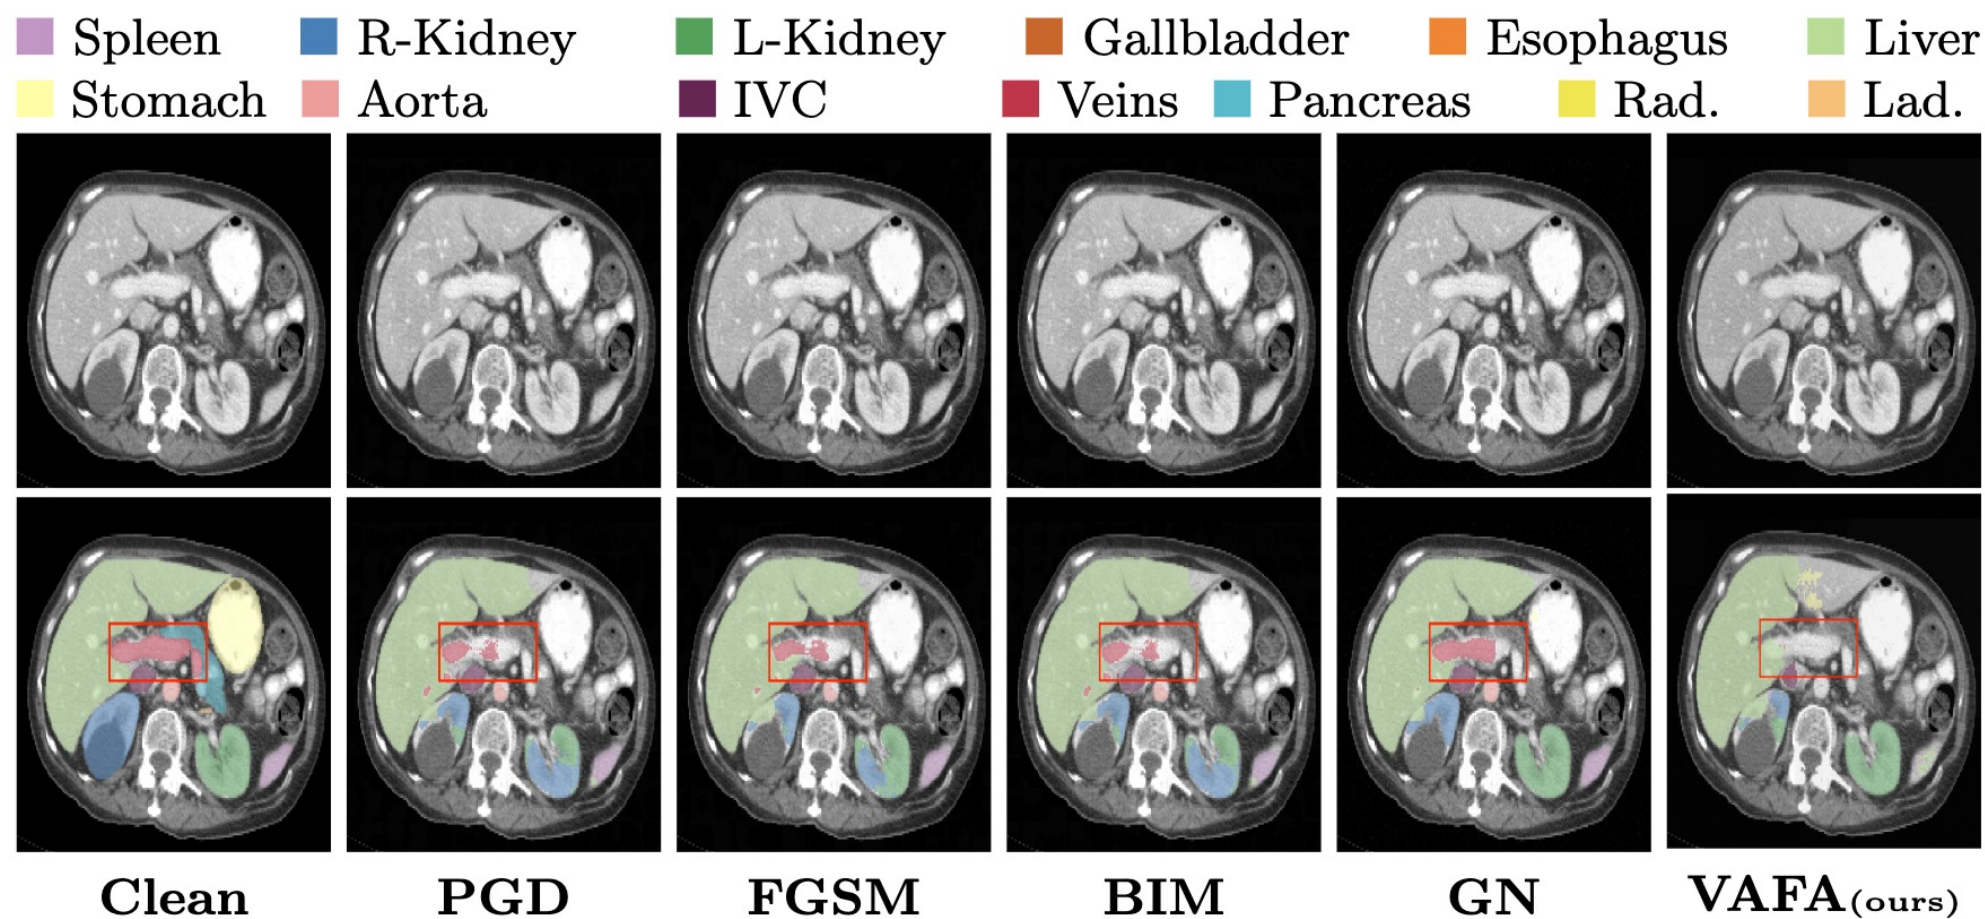 Spleen R-Kidney L-Kidney Gallbladder Esophagus Liver
Stomach Aorta IVC Veins Pancreas Rad. Lad.
Clean PGD FGSM BIM GN VAFA(ours)